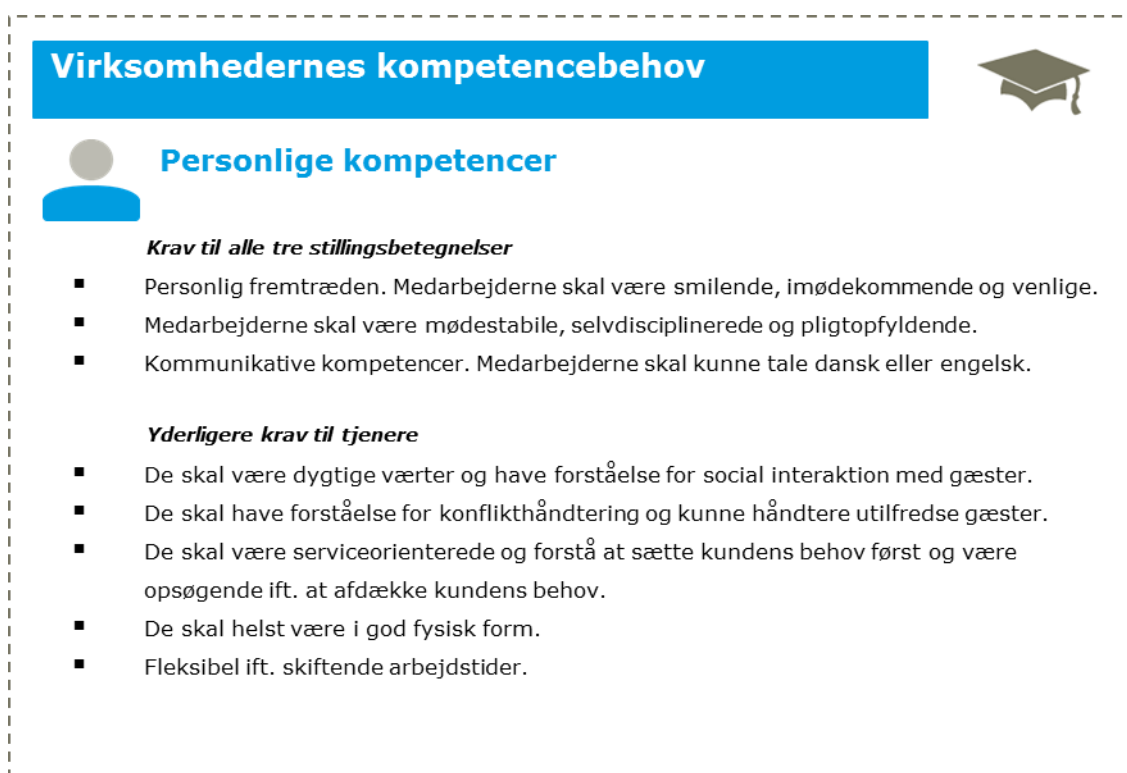 Virksomhedernes kompetencebehov
Personlige kompetencer
Krav til alle tre stillingsbetegnelser
▪ Personlig fremtræden. Medarbejderne skal være smilende, imødekommende og venlige.
▪ Medarbejderne skal være mødestabile, selvdisciplinerede og pligtopfyldende.
▪ Kommunikative kompetencer. Medarbejderne skal kunne tale dansk eller engelsk.
Yderligere krav til tjenere
▪ De skal være dygtige værter og have forståelse for social interaktion med gæster.
▪ De skal have forståelse for konflikthåndtering og kunne håndtere utilfredse gæster.
▪ De skal være serviceorienterede og forstå at sætte kundens behov først og være
opsøgende ift. at afdække kundens behov.
▪ De skal helst være i god fysisk form.
▪ Fleksibel ift. skiftende arbejdstider.